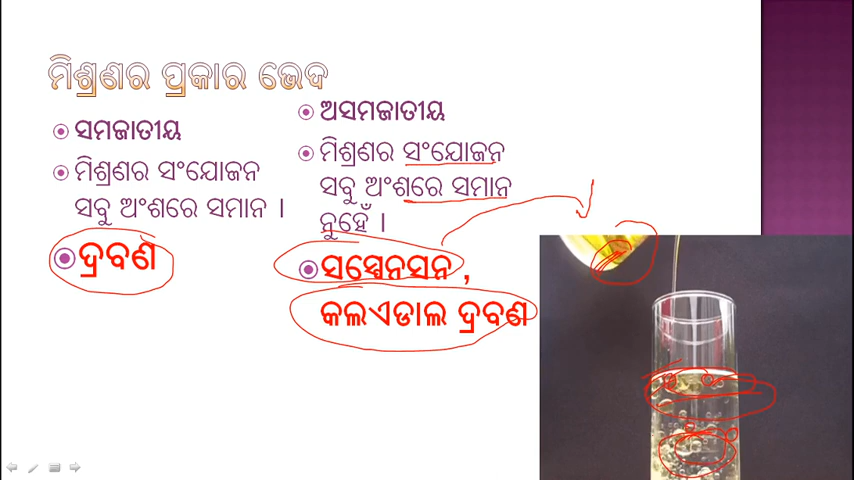 ମିଶ୍ରଣର ପ୍ରକାର ଭେଦ
ସମଜାତୀୟ
ମିଶ୍ରଣର ସଂଯୋଜନ
ସବୁ ଅଂଶରେ ସମାନ ।
ଦ୍ରବଣ
ଅସମଜାତୀୟ
ମିଶ୍ରଣର ସଂଯୋଜନ
ସବୁ ଅଂଶରେ ସମାନ
ନୁହେଁ ।
ସସ୍ପେନସନ ,
କଲଏଡାଲ ଦ୍ରବଣ